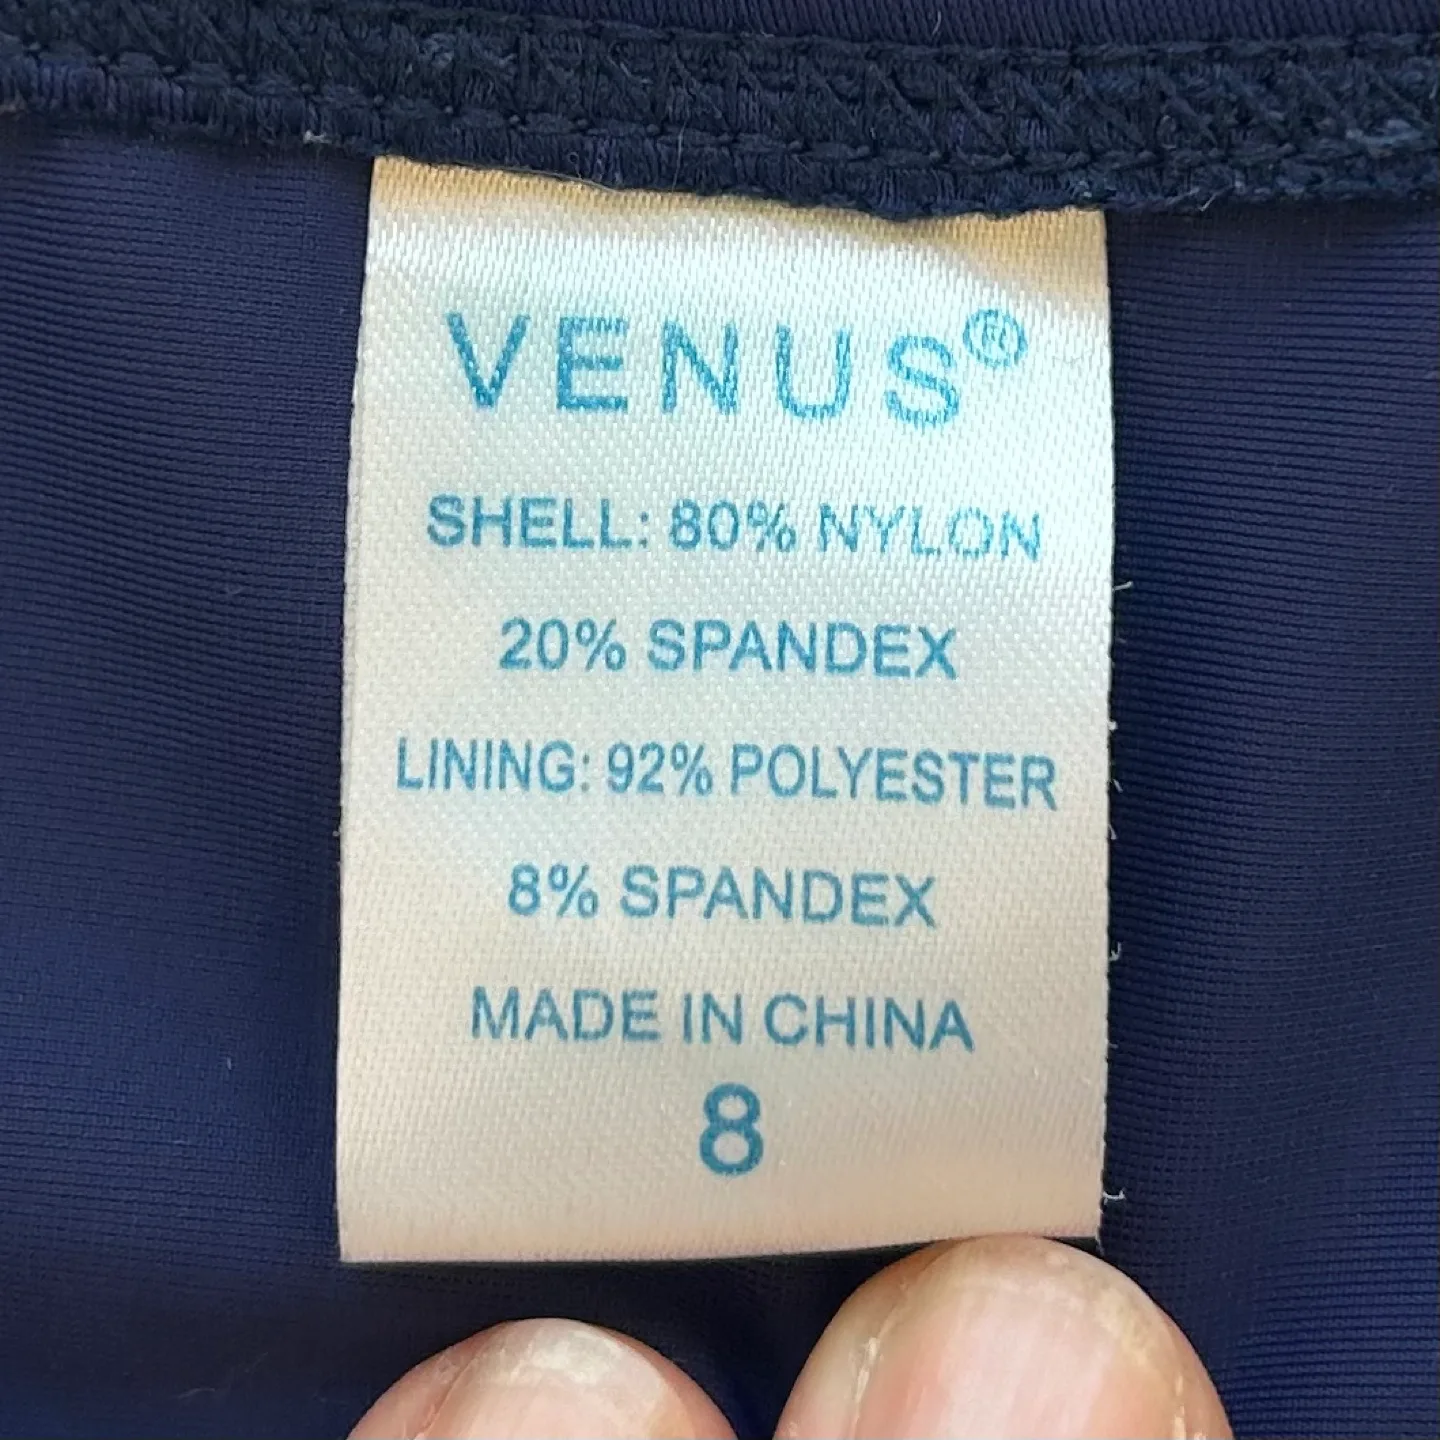 VENUS®
SHELL: 80% NYLON
20% SPANDEX
LINING: 92% POLYESTER
8% SPANDEX
MADE IN CHINA
8